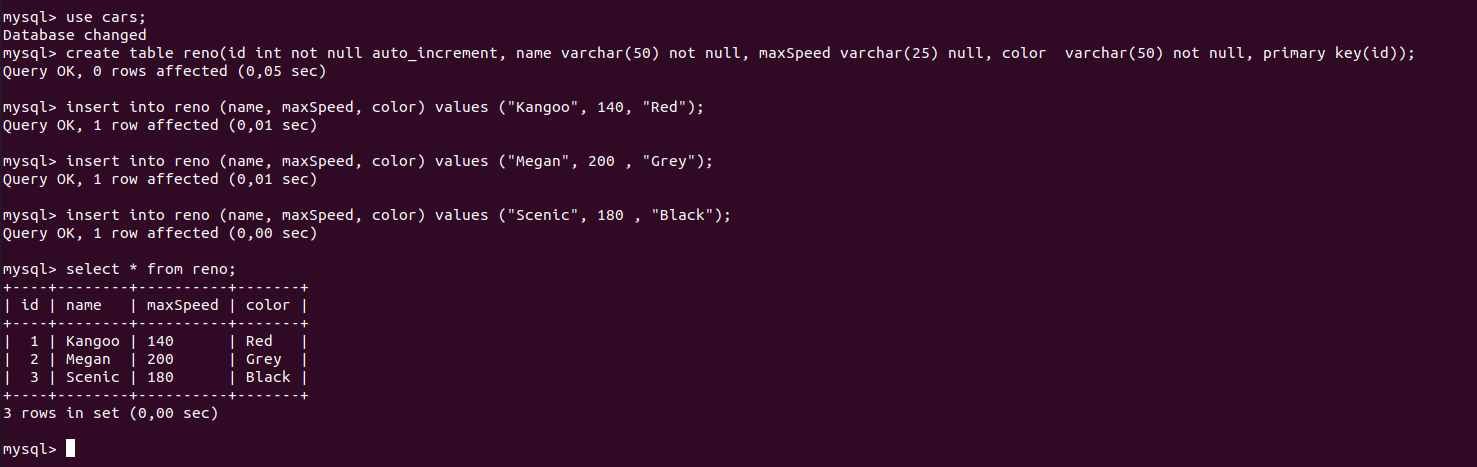 mysql> use cars;
Database changed
mysql> create table reno(id int not null auto_increment, name varchar(50) not null, maxSpeed varchar(25) null, color  varchar(50) not null, primary key(id));
Query OK, 0 rows affected (0,05 sec)
mysql> insert into reno (name, maxSpeed, color) values ("Kangoo", 140, "Red");
Query OK, 1 row affected (0,01 sec)
mysql> insert into reno (name, maxSpeed, color) values ("Megan", 200 , "Grey");
Query OK, 1 row affected (0,01 sec)
mysql> insert into reno (name, maxSpeed, color) values ("Scenic", 180 , "Black");
Query OK, 1 row affected (0,00 sec)
mysql> select * from reno;
+----+--------+----------+-------+
| id | name   | maxSpeed | color |
+----+--------+----------+-------+
|  1 | Kangoo | 140      | Red   |
|  2 | Megan  | 200      | Grey  |
|  3 | Scenic | 180      | Black |
+----+--------+----------+-------+
3 rows in set (0,00 sec)
mysql>